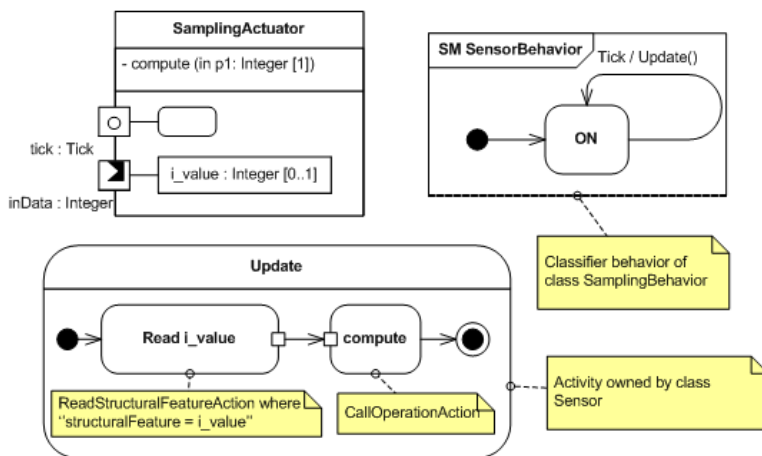 SamplingActuator
- compute (in p1: Integer [1])
tick : Tick
i_value : Integer [0..1]
inData : Integer
SM SensorBehavior
Tick / Update()
ON
Classifier behavior of
class SamplingBehavior
Update
Read i_value
compute
ReadStructuralFeatureAction where
"structuralFeature = i_value"
CallOperationAction
Activity owned by class
Sensor